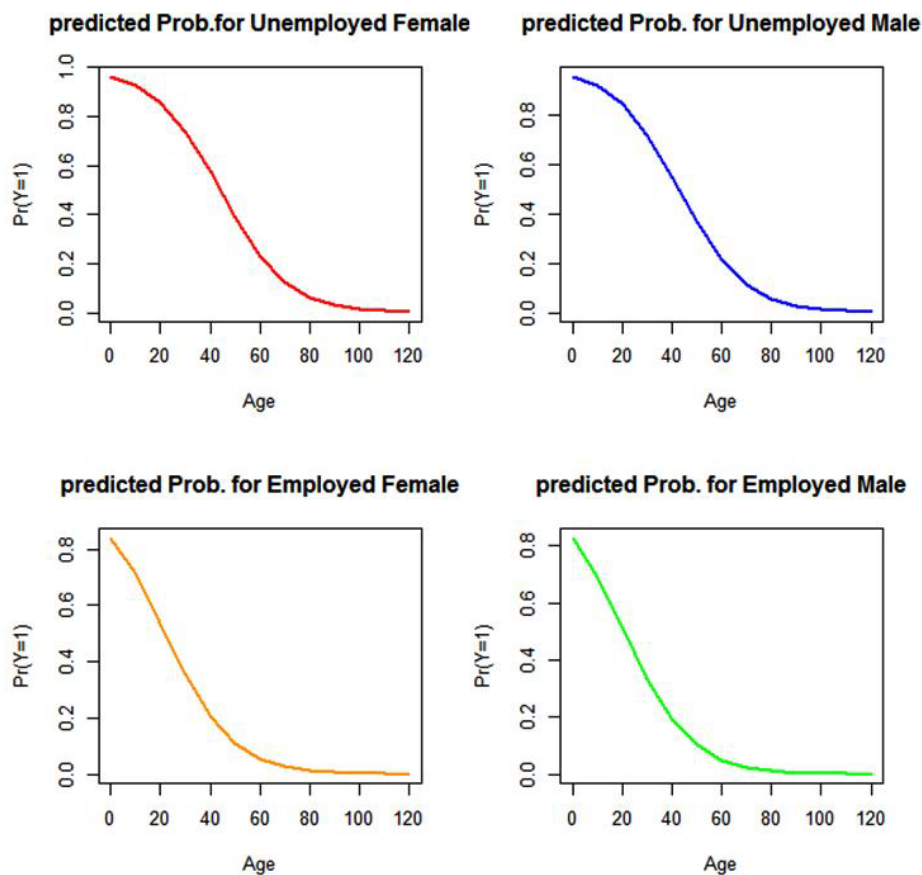 predicted Prob.for Unemployed Female
Pr(Y=1)
0.0 0.2 0.4 0.6 0.8 1.0
0 20 40 60 80 100 120
Age
predicted Prob. for Unemployed Male
Pr(Y=1)
0.0 0.2 0.4 0.6 0.8
0 20 40 60 80 100 120
Age
predicted Prob. for Employed Female
Pr(Y=1)
0.0 0.2 0.4 0.6 0.8
0 20 40 60 80 100 120
Age
predicted Prob. for Employed Male
Pr(Y=1)
0.0 0.2 0.4 0.6 0.8
0 20 40 60 80 100 120
Age